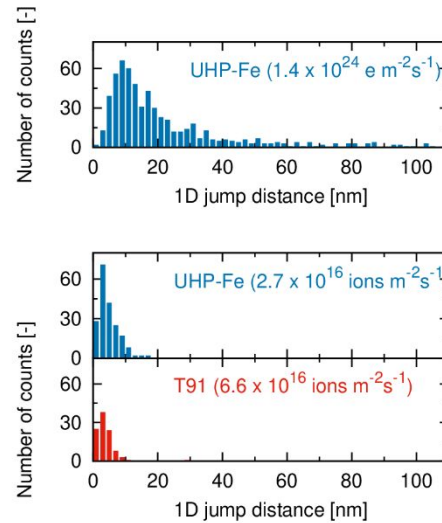 Number of counts [-]
60
30
0
UHP-Fe (1.4 x 10²⁴ e m⁻²s⁻¹)
0 20 40 60 80 100
1D jump distance [nm]
Number of counts [-]
60
30
0
UHP-Fe (2.7 x 10¹⁶ ions m⁻²s⁻¹
60
30
0
T91 (6.6 x 10¹⁶ ions m⁻²s⁻¹)
0 20 40 60 80 100
1D jump distance [nm]